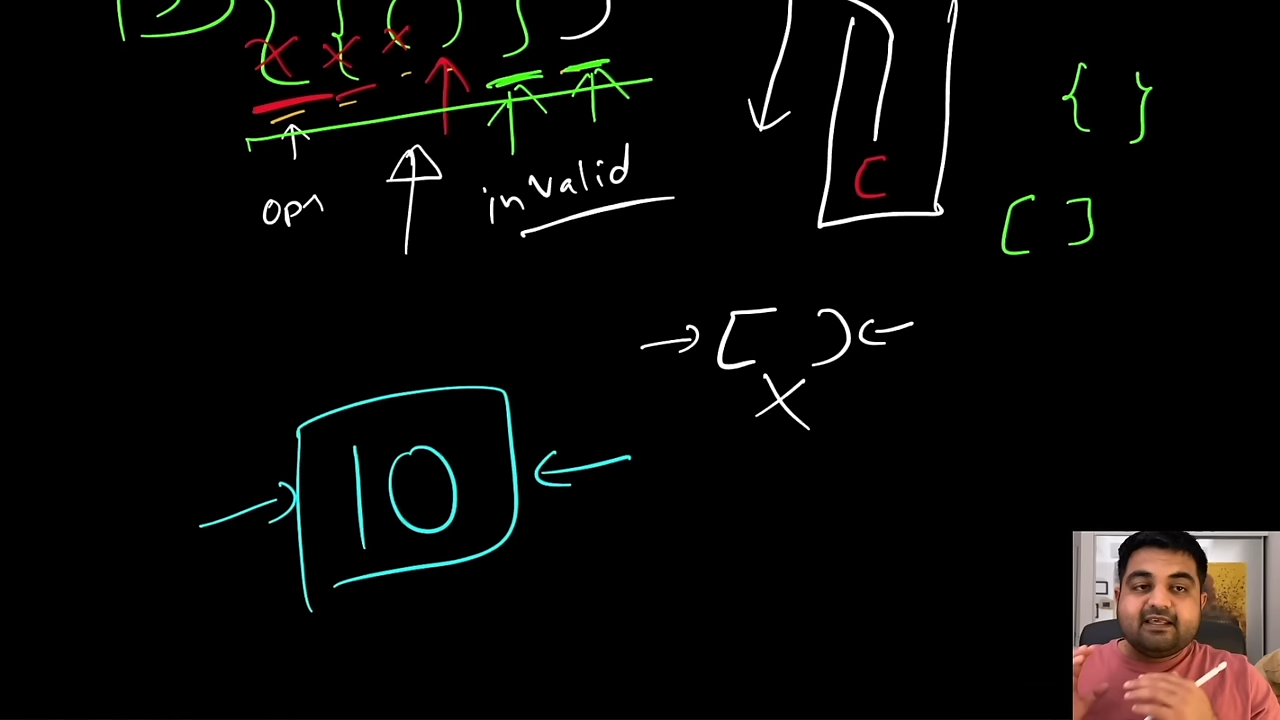 { { ( ) } )
opn
invalid
C
{ }
[ ]
[ )
X
10